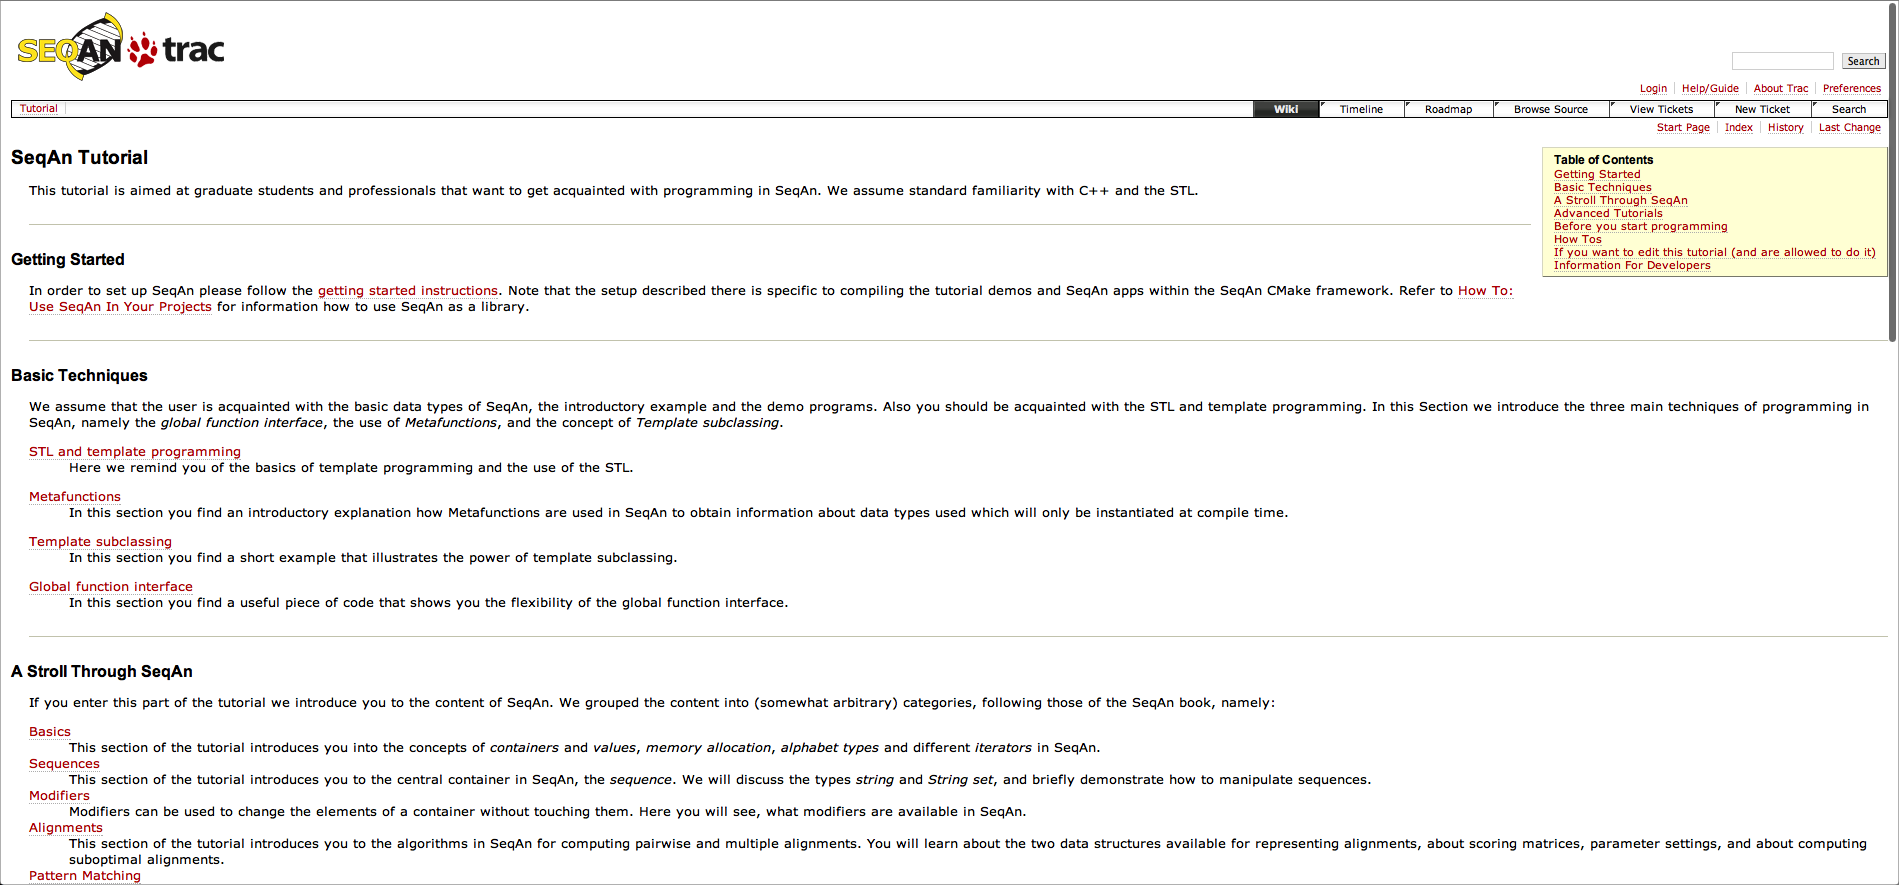 SEQAN trac
Search
Login Help/Guide About Trac Preferences
Tutorial
Wiki Timeline Roadmap Browse Source View Tickets New Ticket Search
Start Page Index History Last Change
SeqAn Tutorial
This tutorial is aimed at graduate students and professionals that want to get acquainted with programming in SeqAn. We assume standard familiarity with C++ and the STL.
Table of Contents
Getting Started
Basic Techniques
A Stroll Through SeqAn
Advanced Tutorials
Before you start programming
How Tos
If you want to edit this tutorial (and are allowed to do it)
Information For Developers
Getting Started
In order to set up SeqAn please follow the getting started instructions. Note that the setup described there is specific to compiling the tutorial demos and SeqAn apps within the SeqAn CMake framework. Refer to How To:
Use SeqAn In Your Projects for information how to use SeqAn as a library.
Basic Techniques
We assume that the user is acquainted with the basic data types of SeqAn, the introductory example and the demo programs. Also you should be acquainted with the STL and template programming. In this Section we introduce the three main techniques of programming in
SeqAn, namely the global function interface, the use of Metafunctions, and the concept of Template subclassing.
STL and template programming
Here we remind you of the basics of template programming and the use of the STL.
Metafunctions
In this section you find an introductory explanation how Metafunctions are used in SeqAn to obtain information about data types used which will only be instantiated at compile time.
Template subclassing
In this section you find a short example that illustrates the power of template subclassing.
Global function interface
In this section you find a useful piece of code that shows you the flexibility of the global function interface.
A Stroll Through SeqAn
If you enter this part of the tutorial we introduce you to the content of SeqAn. We grouped the content into (somewhat arbitrary) categories, following those of the SeqAn book, namely:
Basics
This section of the tutorial introduces you into the concepts of containers and values, memory allocation, alphabet types and different iterators in SeqAn.
Sequences
This section of the tutorial introduces you to the central container in SeqAn, the sequence. We will discuss the types string and String set, and briefly demonstrate how to manipulate sequences.
Modifiers
Modifiers can be used to change the elements of a container without touching them. Here you will see, what modifiers are available in SeqAn.
Alignments
This section of the tutorial introduces you to the algorithms in SeqAn for computing pairwise and multiple alignments. You will learn about the two data structures available for representing alignments, about scoring matrices, parameter settings, and about computing
suboptimal alignments.
Pattern Matching